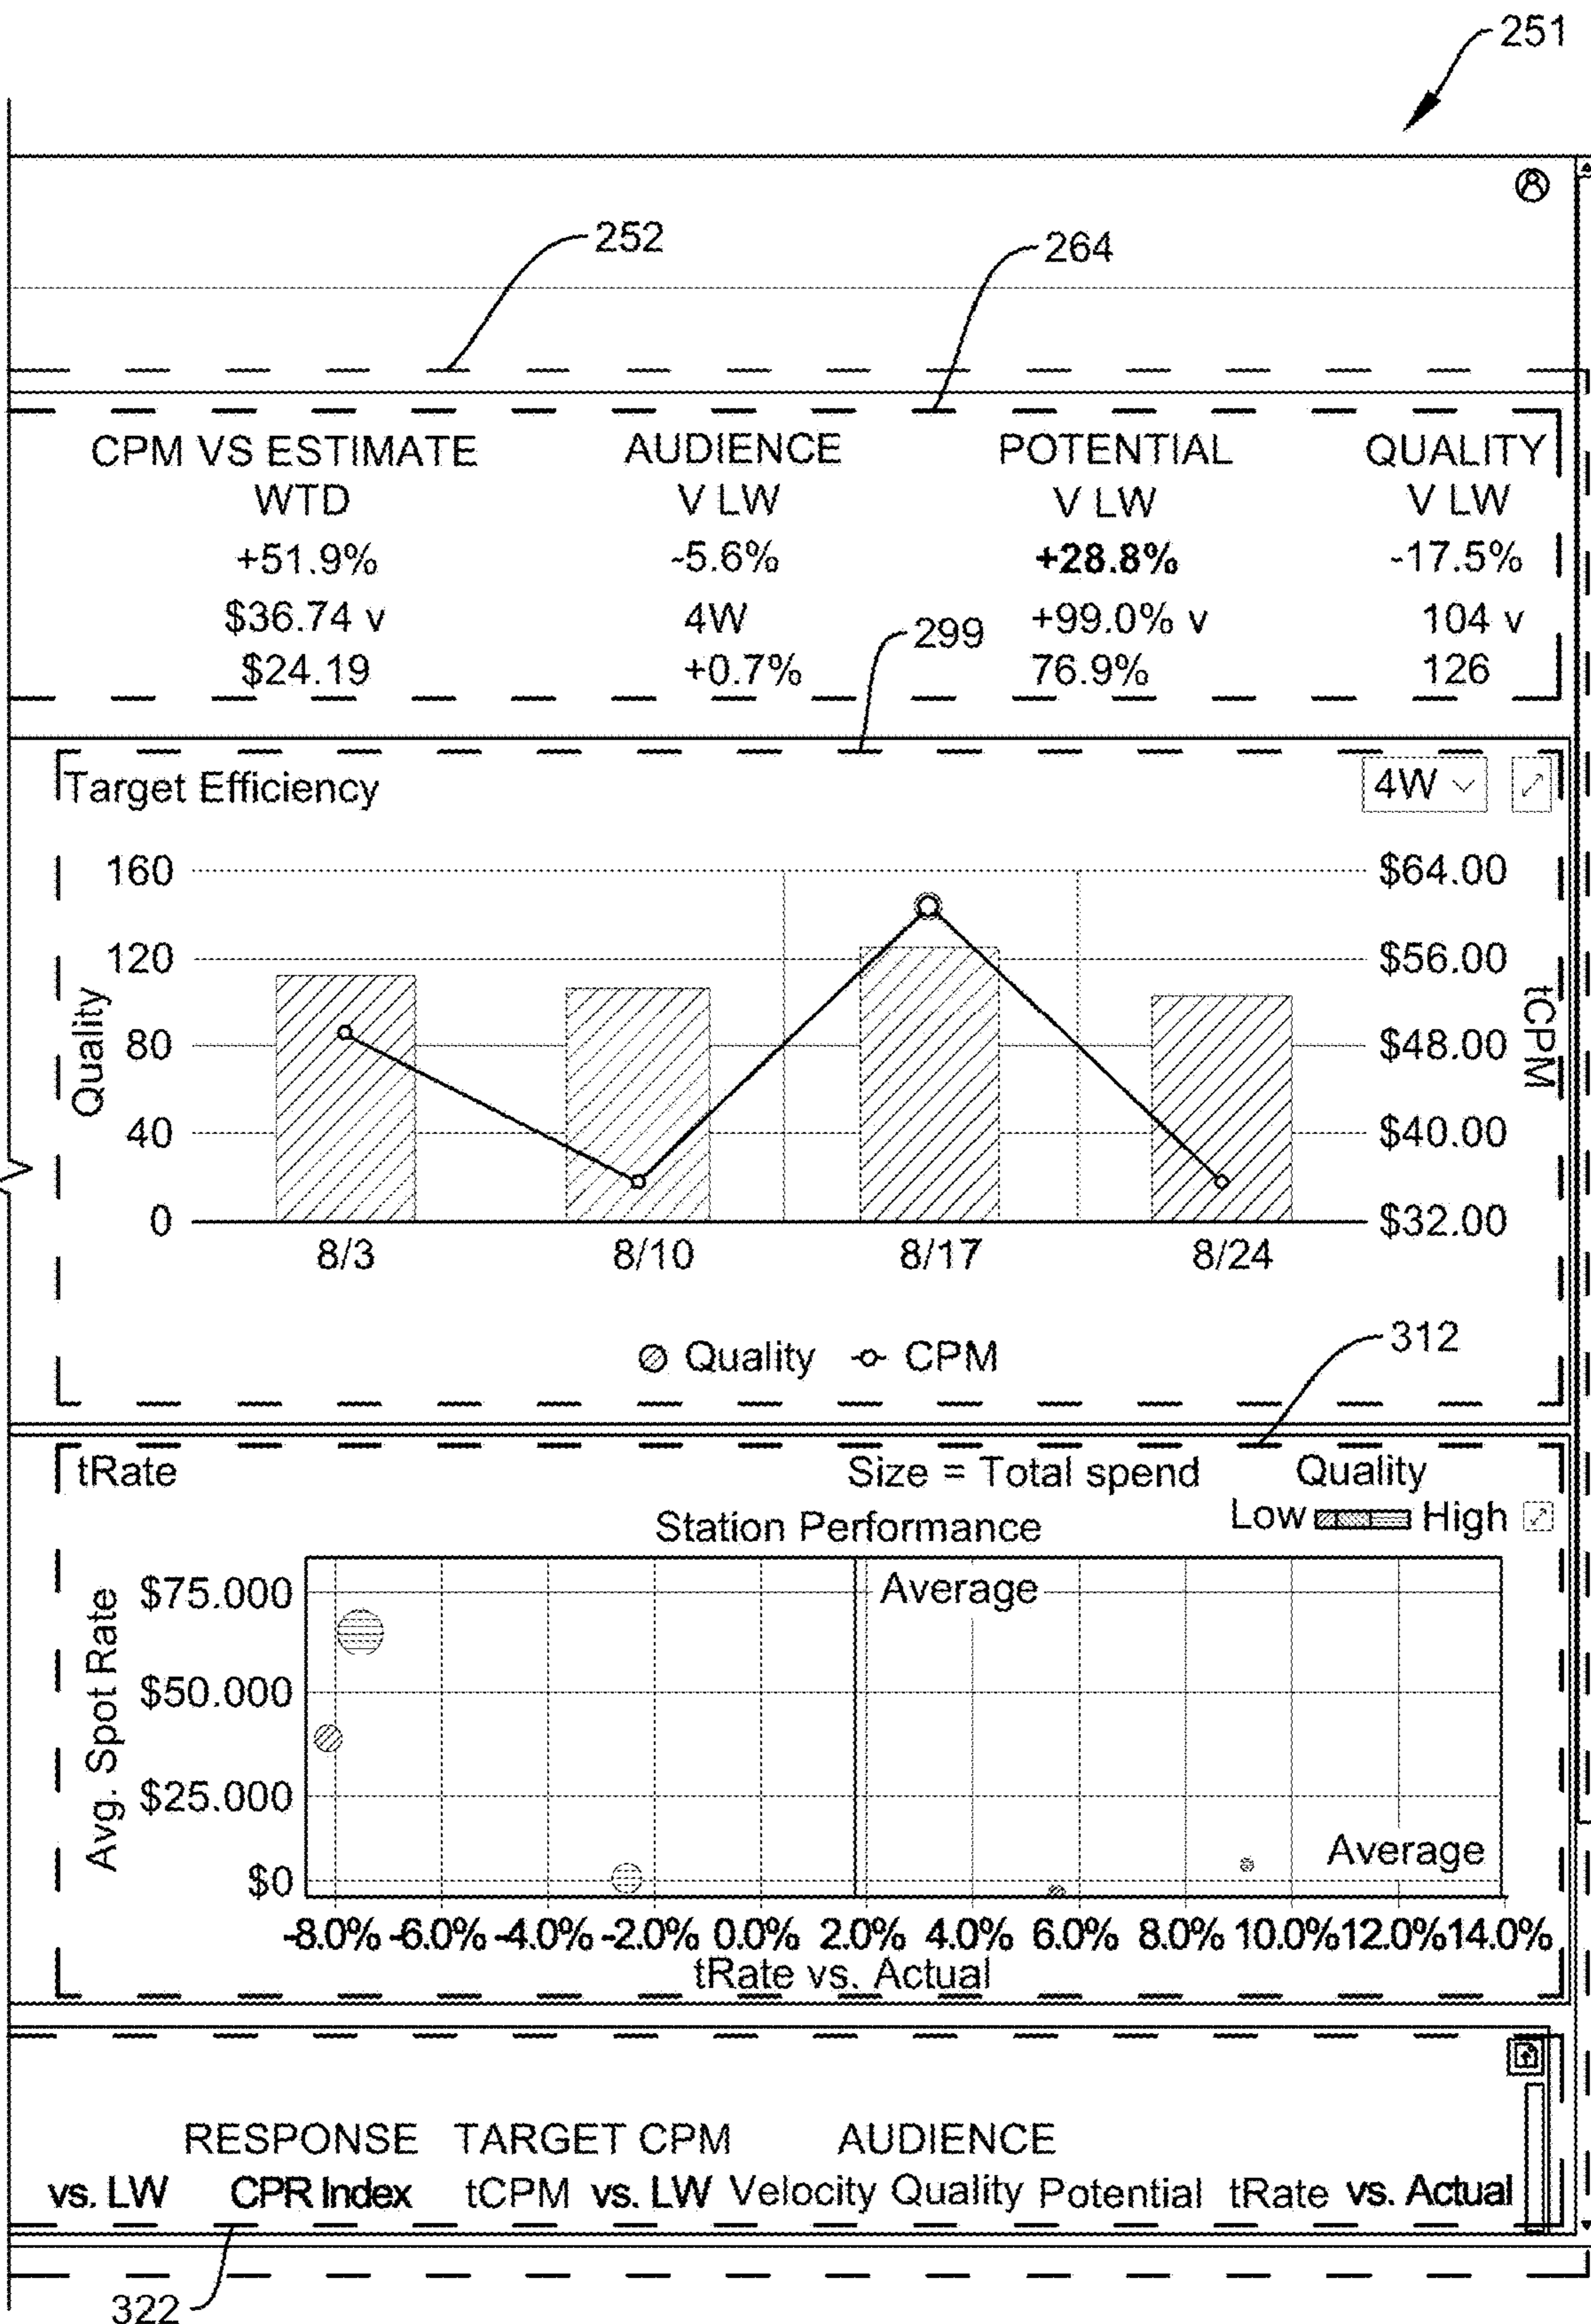 251
252
264
CPM VS ESTIMATE AUDIENCE POTENTIAL QUALITY
WTD V LW V LW V LW
+51.9% -5.6% +28.8% -17.5%
$36.74 v 4W +99.0% v 104 v
$24.19 +0.7% 76.9% 126
299
Target Efficiency 4W
160 $64.00
120 $56.00
80 $48.00
40 $40.00
0 $32.00
Quality
tCPM
8/3 8/10 8/17 8/24
Quality CPM
312
tRate Size = Total spend Quality
Station Performance Low High
$75.000 Average
$50.000
$25.000
Average
$0
Avg. Spot Rate
-8.0% -6.0% -4.0% -2.0% 0.0% 2.0% 4.0% 6.0% 8.0% 10.0% 12.0% 14.0%
tRate vs. Actual
RESPONSE TARGET CPM AUDIENCE
vs. LW CPR Index tCPM vs. LW Velocity Quality Potential tRate vs. Actual
322